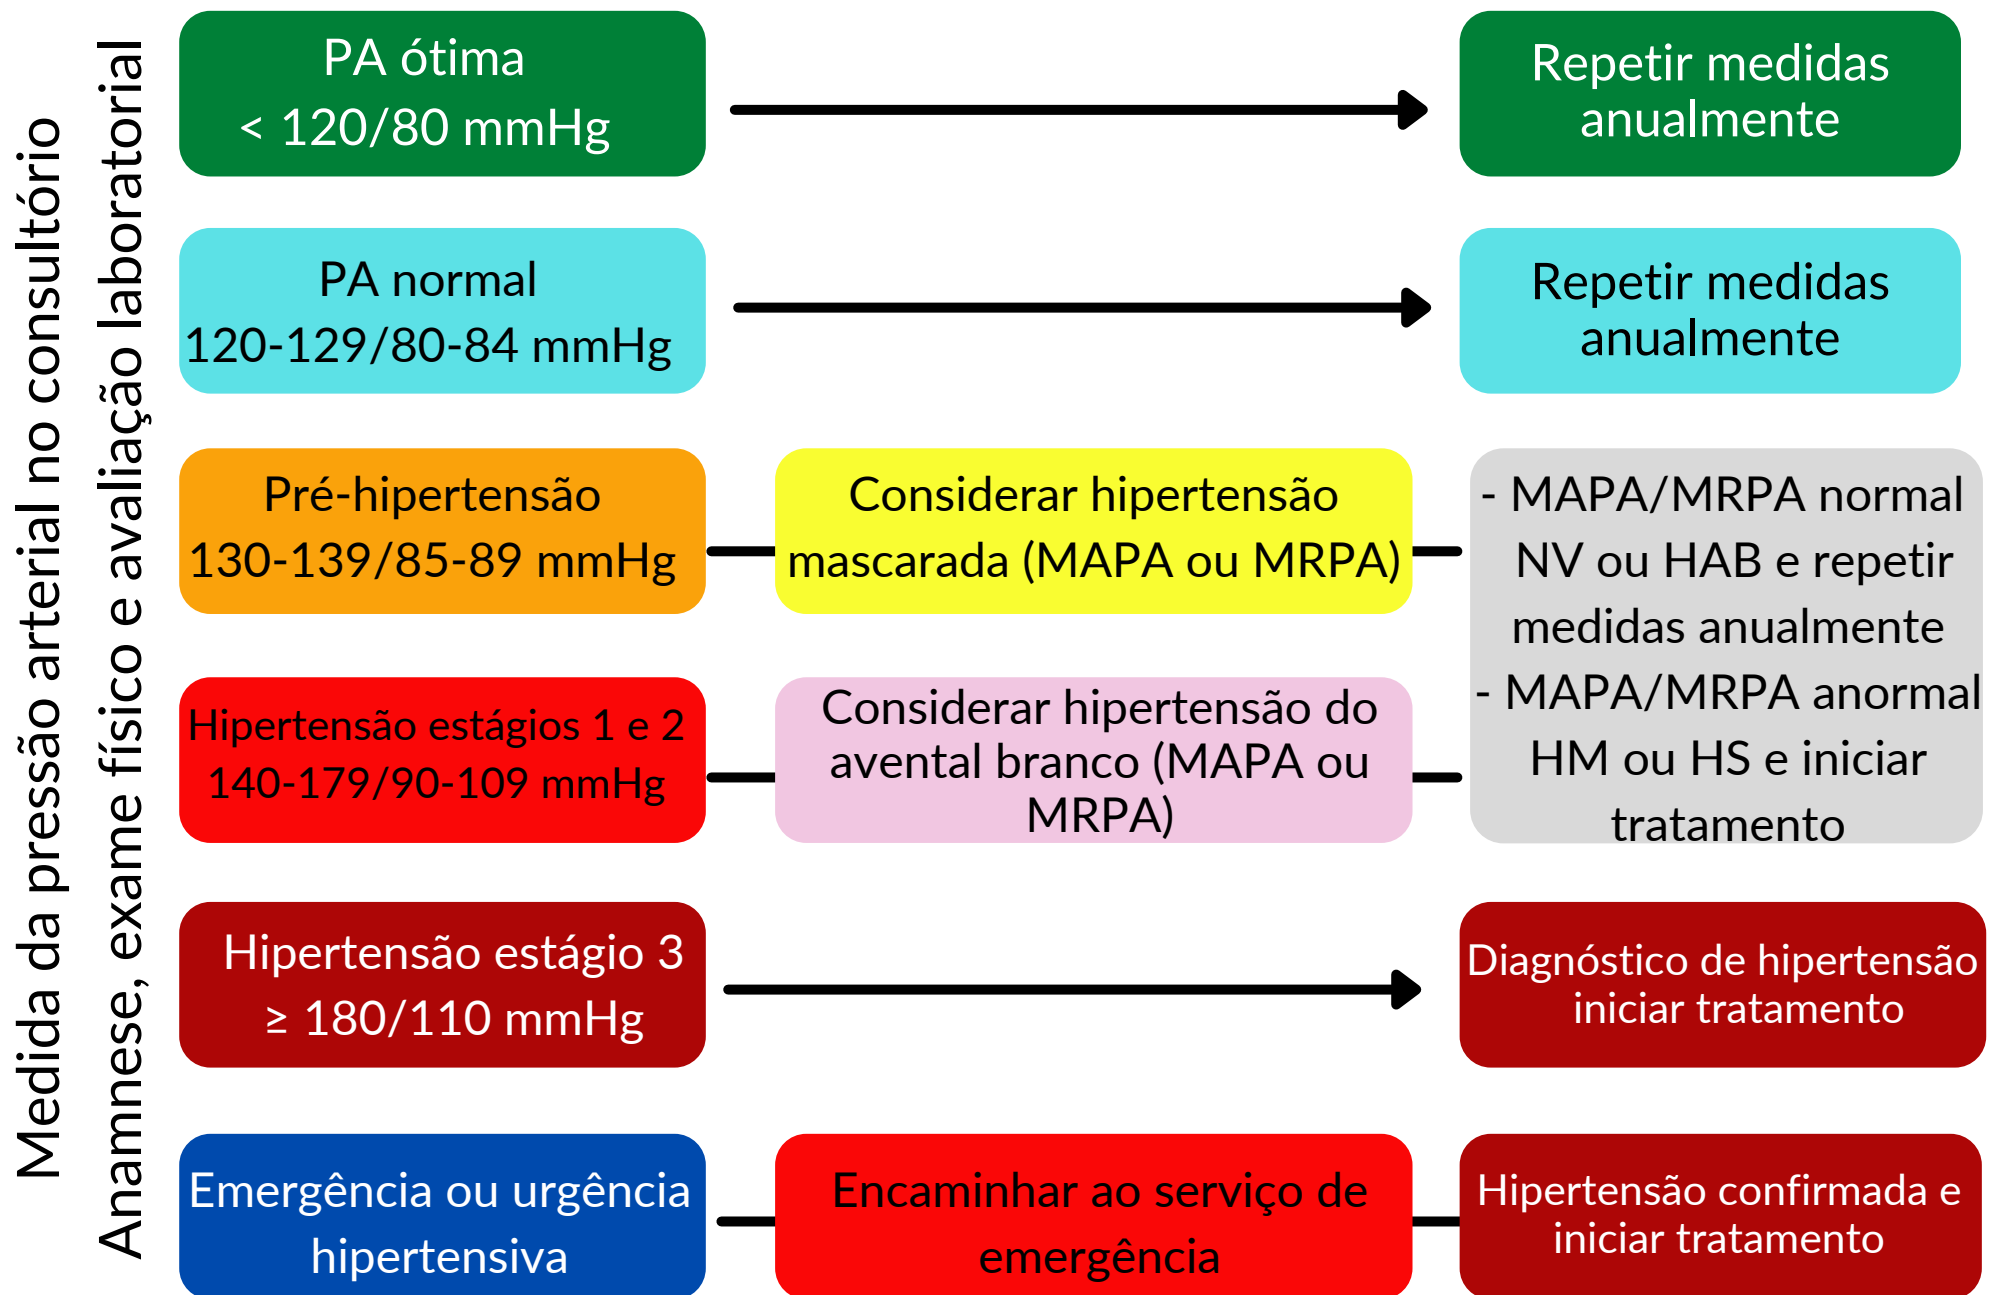 Medida da pressão arterial no consultório
Anamnese, exame físico e avaliação laboratorial
PA ótima
< 120/80 mmHg
Repetir medidas
anualmente
PA normal
120-129/80-84 mmHg
Repetir medidas
anualmente
Pré-hipertensão
130-139/85-89 mmHg
Considerar hipertensão
mascarada (MAPA ou MRPA)
- MAPA/MRPA normal
NV ou HAB e repetir
medidas anualmente
- MAPA/MRPA anormal
HM ou HS e iniciar
tratamento
Hipertensão estágios 1 e 2
140-179/90-109 mmHg
Considerar hipertensão do
avental branco (MAPA ou
MRPA)
Hipertensão estágio 3
≥ 180/110 mmHg
Diagnóstico de hipertensão
iniciar tratamento
Emergência ou urgência
hipertensiva
Encaminhar ao serviço de
emergência
Hipertensão confirmada e
iniciar tratamento